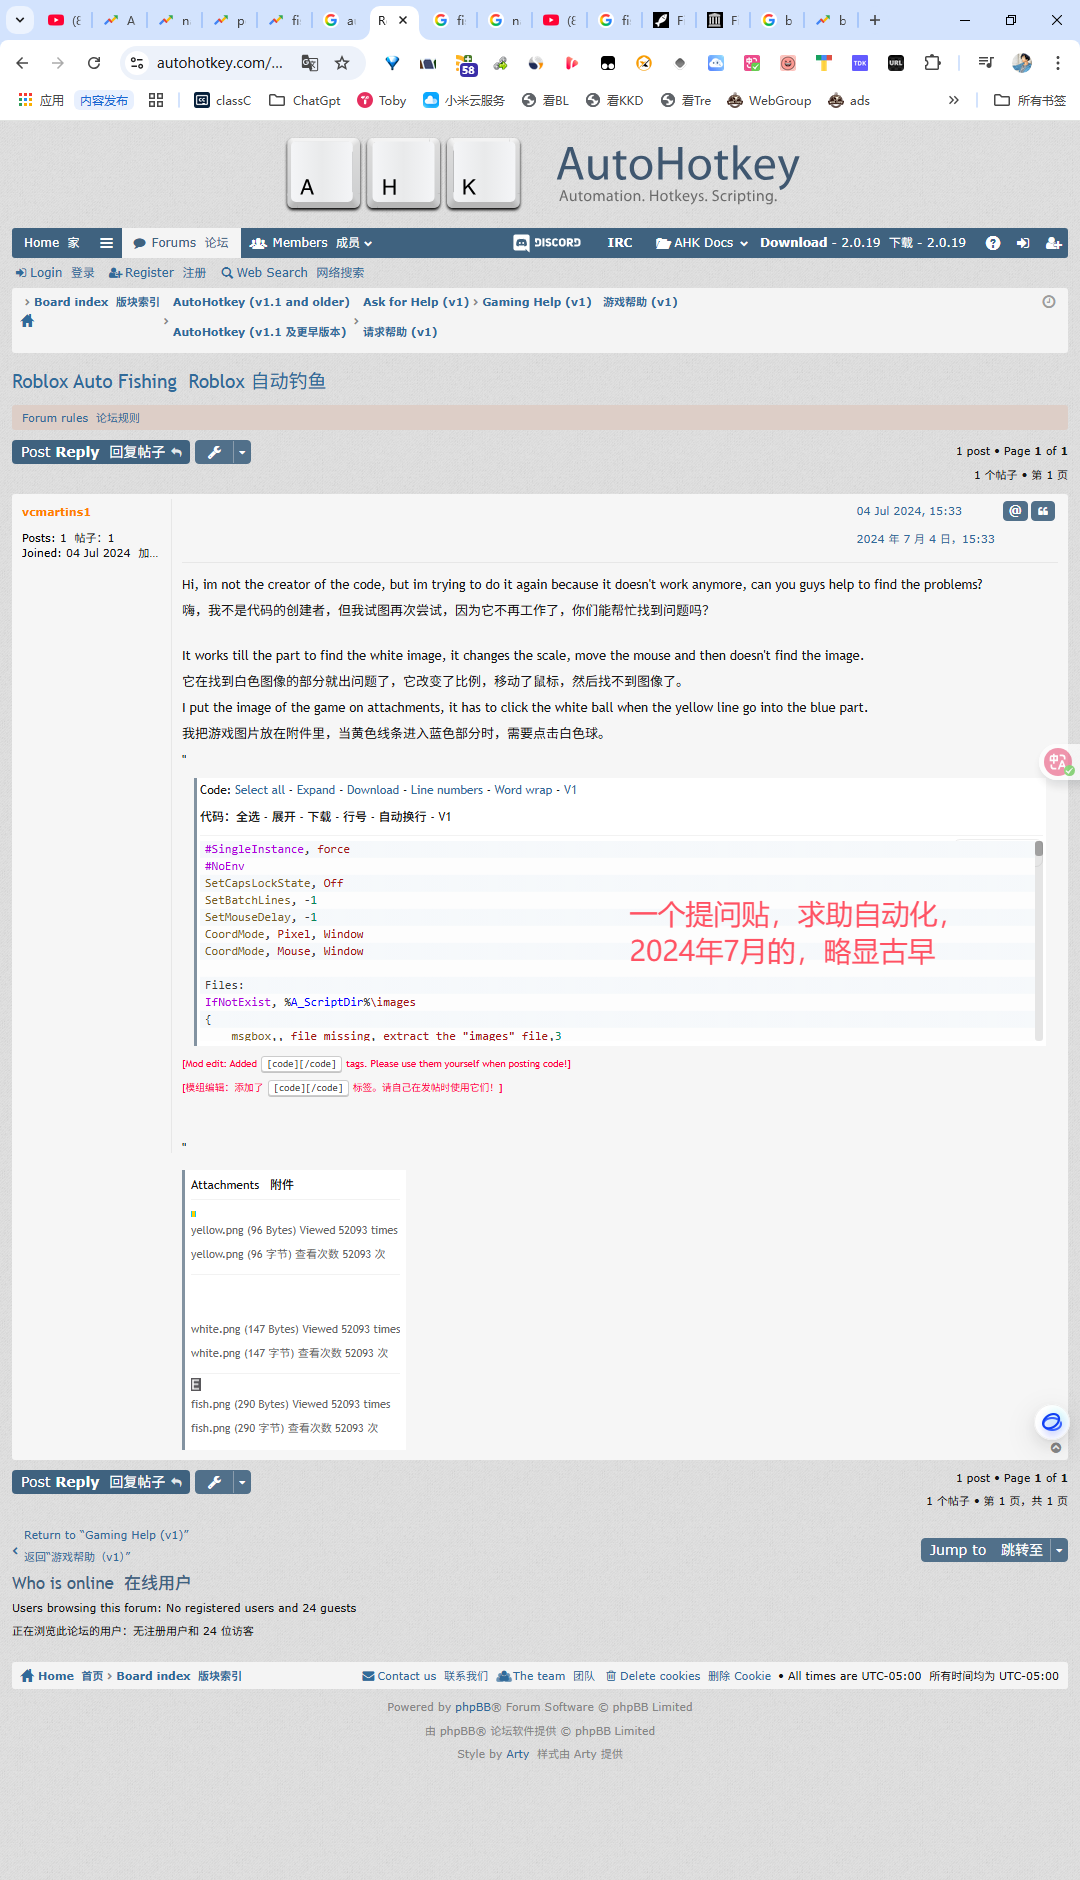 (8
A
na
p
fi
G a
R
fi
n
(8
fi
F
F
b
b
autohotkey.com/...
58
TDK
URL
应用
内容发布
classC
ChatGpt
Toby
小米云服务
看BL
看KKD
看Tre
WebGroup
ads
所有书签
A H K
AutoHotkey
Automation. Hotkeys. Scripting.
Home 家
Forums 论坛
Members 成员
DISCORD
IRC
AHK Docs
Download - 2.0.19 下载 - 2.0.19
Login 登录 Register 注册 Web Search 网络搜索
Board index 版块索引 AutoHotkey (v1.1 and older) Ask for Help (v1) › Gaming Help (v1) 游戏帮助 (v1)
AutoHotkey (v1.1 及更早版本) 请求帮助 (v1)
Roblox Auto Fishing Roblox 自动钓鱼
Forum rules 论坛规则
Post Reply 回复帖子
1 post • Page 1 of 1
1 个帖子 • 第 1 页
vcmartins1
Posts: 1 帖子：1
Joined: 04 Jul 2024 加...
04 Jul 2024, 15:33
2024 年 7 月 4 日，15:33
Hi, im not the creator of the code, but im trying to do it again because it doesn't work anymore, can you guys help to find the problems?
嗨，我不是代码的创建者，但我试图再次尝试，因为它不再工作了，你们能帮忙找到问题吗？
It works till the part to find the white image, it changes the scale, move the mouse and then doesn't find the image.
它在找到白色图像的部分就出问题了，它改变了比例，移动了鼠标，然后找不到图像了。
I put the image of the game on attachments, it has to click the white ball when the yellow line go into the blue part.
我把游戏图片放在附件里，当黄色线条进入蓝色部分时，需要点击白色球。
"
Code: Select all - Expand - Download - Line numbers - Word wrap - V1
代码：全选 - 展开 - 下载 - 行号 - 自动换行 - V1
#SingleInstance, force
#NoEnv
SetCapsLockState, Off
SetBatchLines, -1
SetMouseDelay, -1
CoordMode, Pixel, Window
CoordMode, Mouse, Window
Files:
IfNotExist, %A_ScriptDir%\images
{
msgbox,, file missing, extract the "images" file,3
一个提问贴，求助自动化，
2024年7月的，略显古早
[Mod edit: Added [code][/code] tags. Please use them yourself when posting code!]
[模组编辑：添加了 [code][/code] 标签。请自己在发帖时使用它们！]
"
Attachments 附件
yellow.png (96 Bytes) Viewed 52093 times
yellow.png (96 字节) 查看次数 52093 次
white.png (147 Bytes) Viewed 52093 times
white.png (147 字节) 查看次数 52093 次
E
fish.png (290 Bytes) Viewed 52093 times
fish.png (290 字节) 查看次数 52093 次
Post Reply 回复帖子
1 post • Page 1 of 1
1 个帖子 • 第 1 页，共 1 页
Return to “Gaming Help (v1)”
返回“游戏帮助（v1）”
Jump to 跳转至
Who is online 在线用户
Users browsing this forum: No registered users and 24 guests
正在浏览此论坛的用户：无注册用户和 24 位访客
Home 首页 › Board index 版块索引
Contact us 联系我们 The team 团队 Delete cookies 删除 Cookie • All times are UTC-05:00 所有时间均为 UTC-05:00
Powered by phpBB® Forum Software © phpBB Limited
由 phpBB® 论坛软件提供 © phpBB Limited
Style by Arty 样式由 Arty 提供